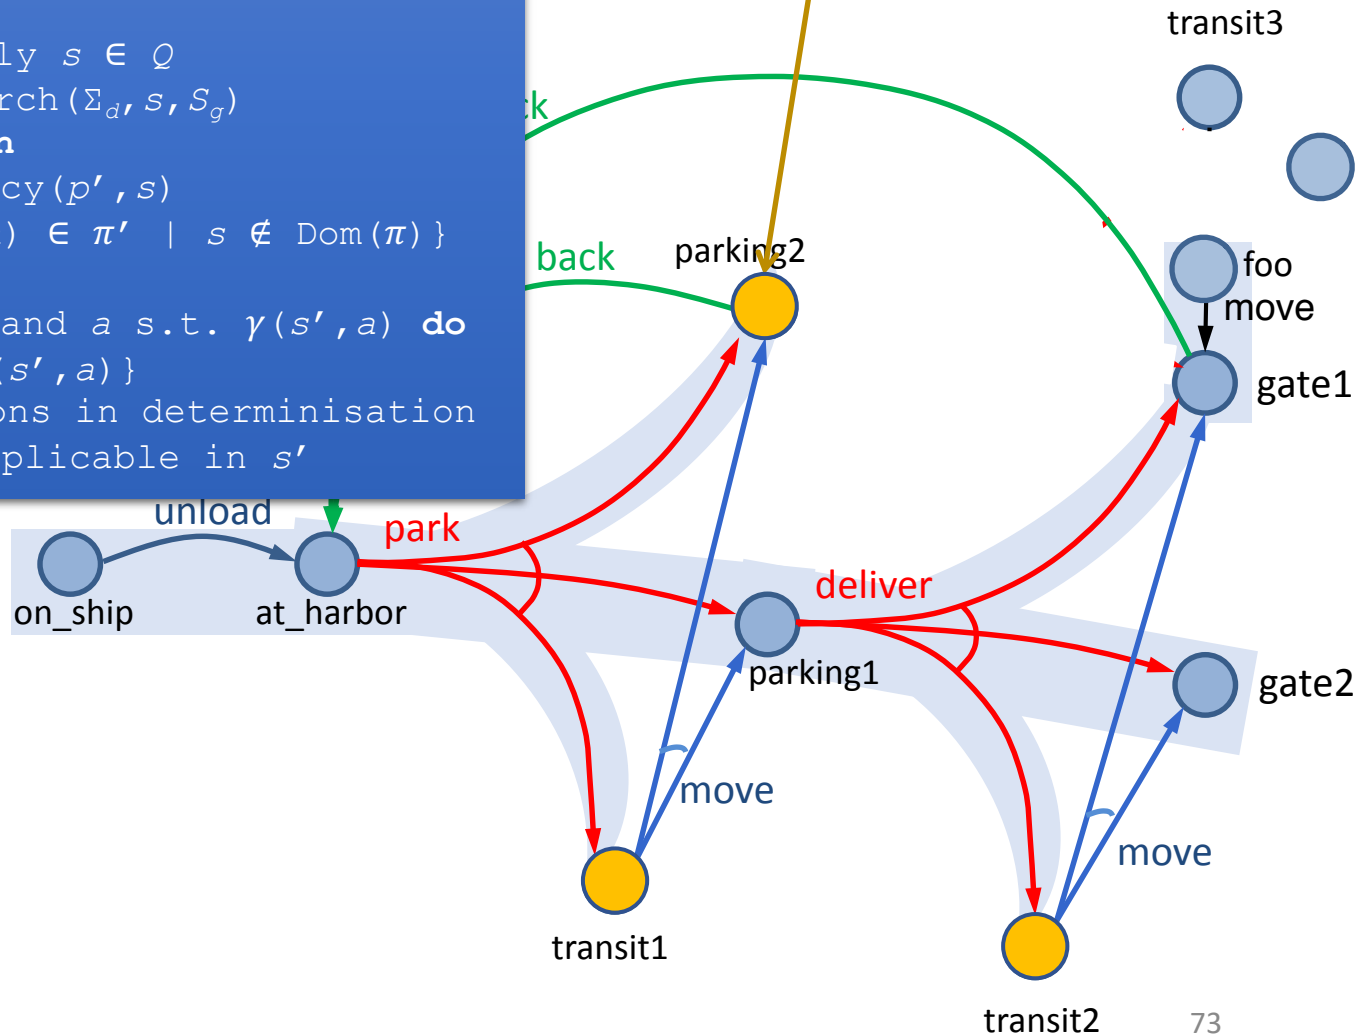 ly s ∈ Q
rch(Σd,s,Sg)
n
cy(p′,s)
) ∈ π′ | s ∉ Dom(π)}
and a s.t. γ(s′,a) do
(s′,a)}
ons in determinisation
plicable in s′
transit3
ck
back
parking2
foo
move
gate1
unload
park
on_ship
at_harbor
deliver
parking1
gate2
move
move
transit1
transit2
73